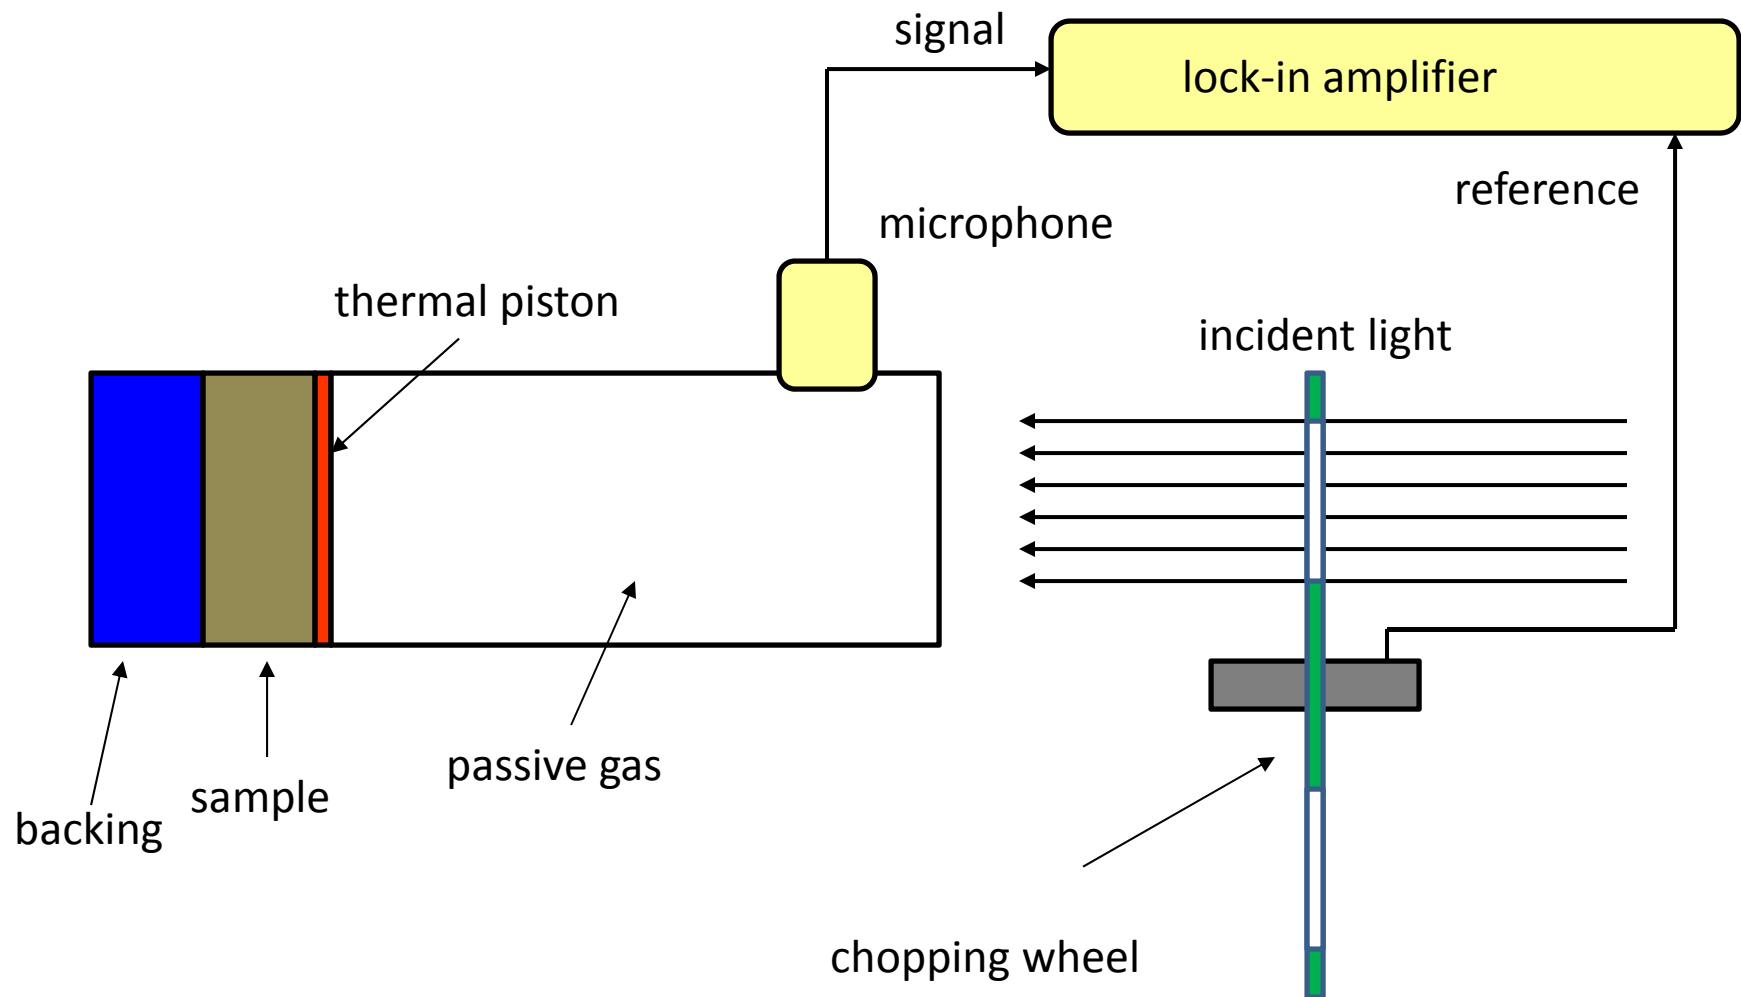 signal
lock-in amplifier
reference
microphone
thermal piston
incident light
passive gas
sample
backing
chopping wheel